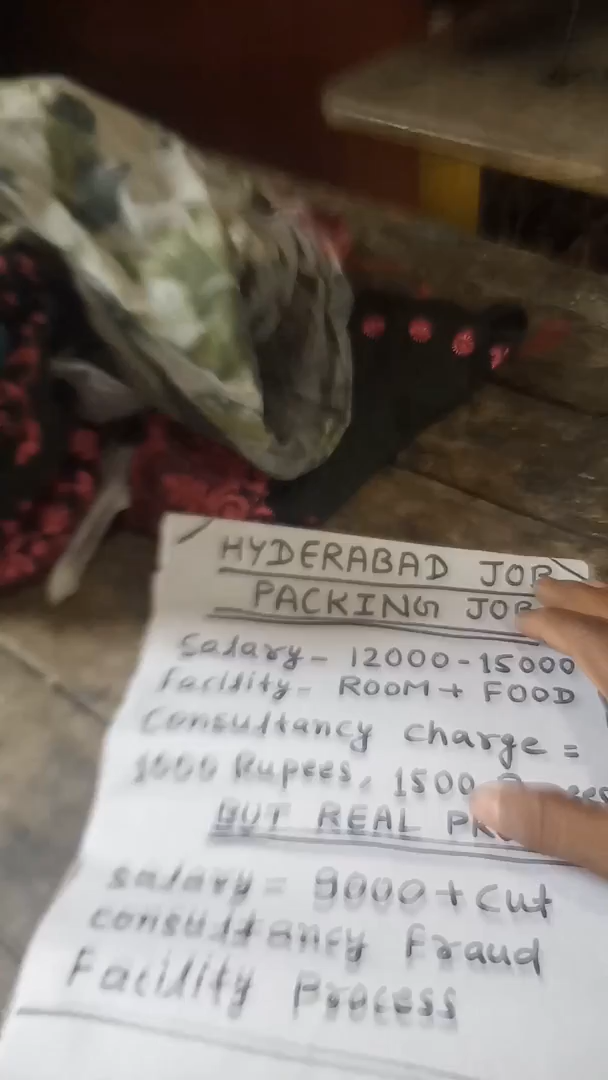 HYDERABAD JOB
PACKING JOB
Salary - 12000-15000
Facility - ROOM + FOOD
Consultancy Charge =
1000 Rupees, 1500
BUT REAL
Salary = 9000 + Cut
Consultancy Fraud
Facility Process